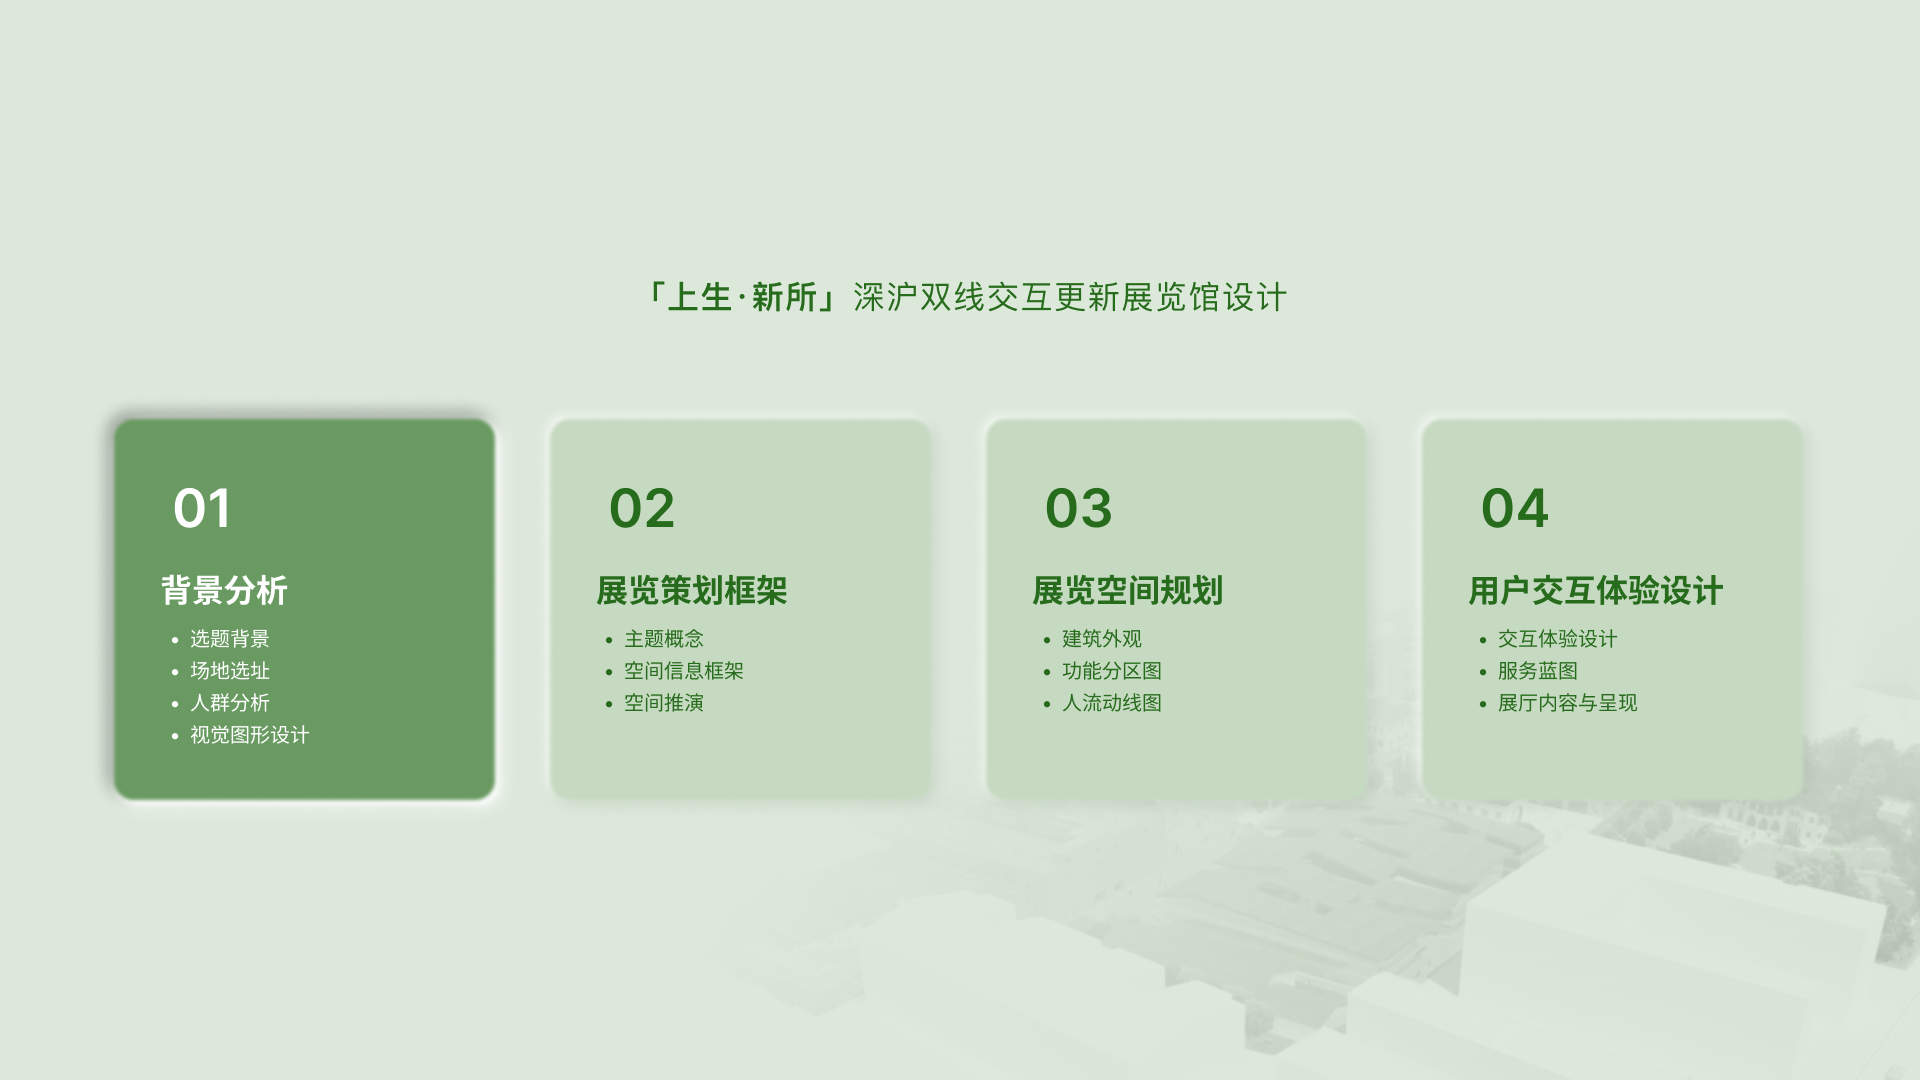 「上生·新所」深沪双线交互更新展览馆设计
01
背景分析
• 选题背景
• 场地选址
• 人群分析
• 视觉图形设计
02
展览策划框架
• 主题概念
• 空间信息框架
• 空间推演
03
展览空间规划
• 建筑外观
• 功能分区图
• 人流动线图
04
用户交互体验设计
• 交互体验设计
• 服务蓝图
• 展厅内容与呈现